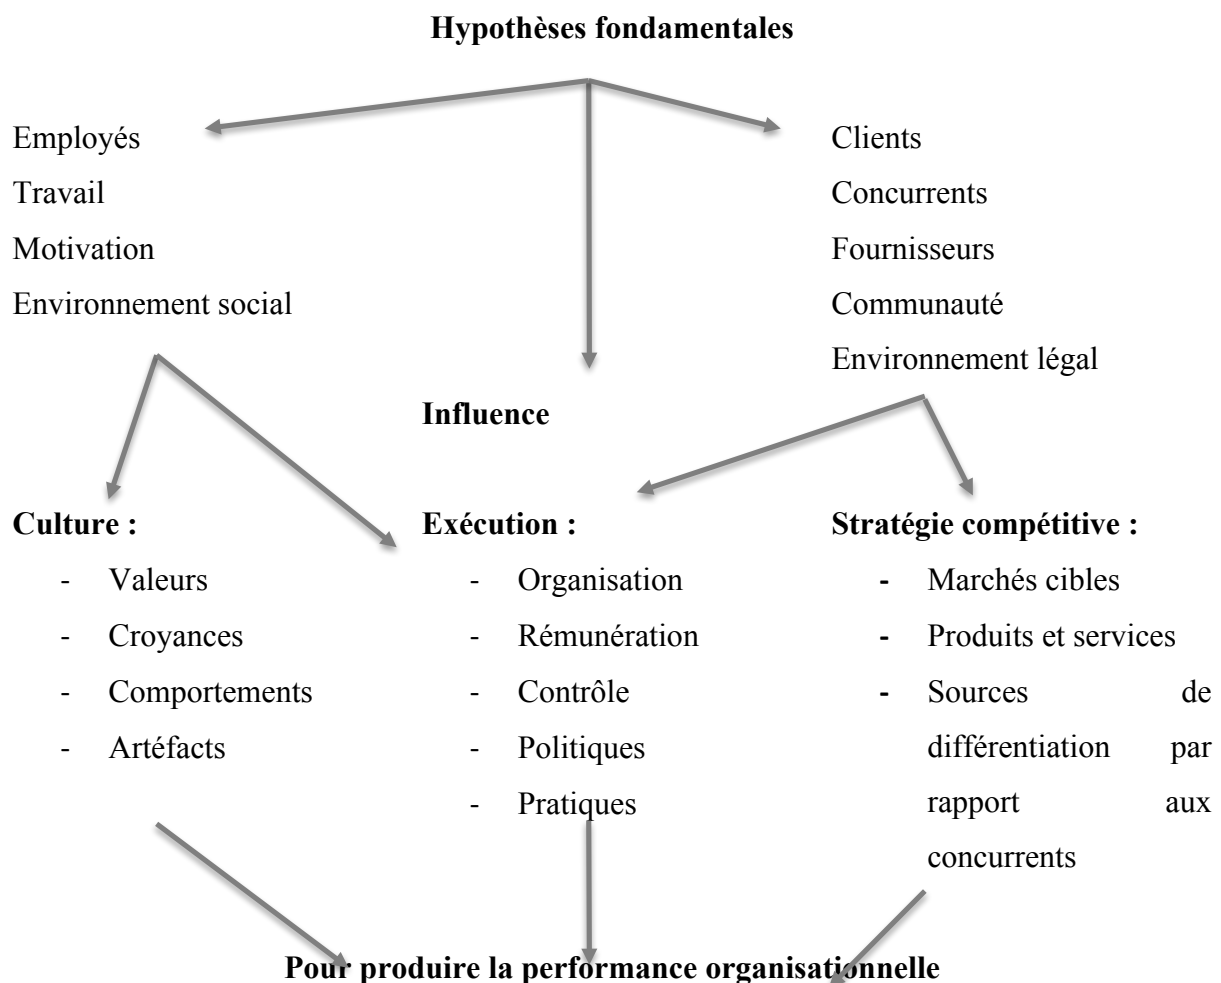 Hypothèses fondamentales
Employés
Travail
Motivation
Environnement social
Clients
Concurrents
Fournisseurs
Communauté
Environnement légal
Influence
Culture :
- Valeurs
- Croyances
- Comportements
- Artéfacts
Exécution :
- Organisation
- Rémunération
- Contrôle
- Politiques
- Pratiques
Stratégie compétitive :
- Marchés cibles
- Produits et services
- Sources de
différentiation par
rapport aux
concurrents
Pour produire la performance organisationnelle